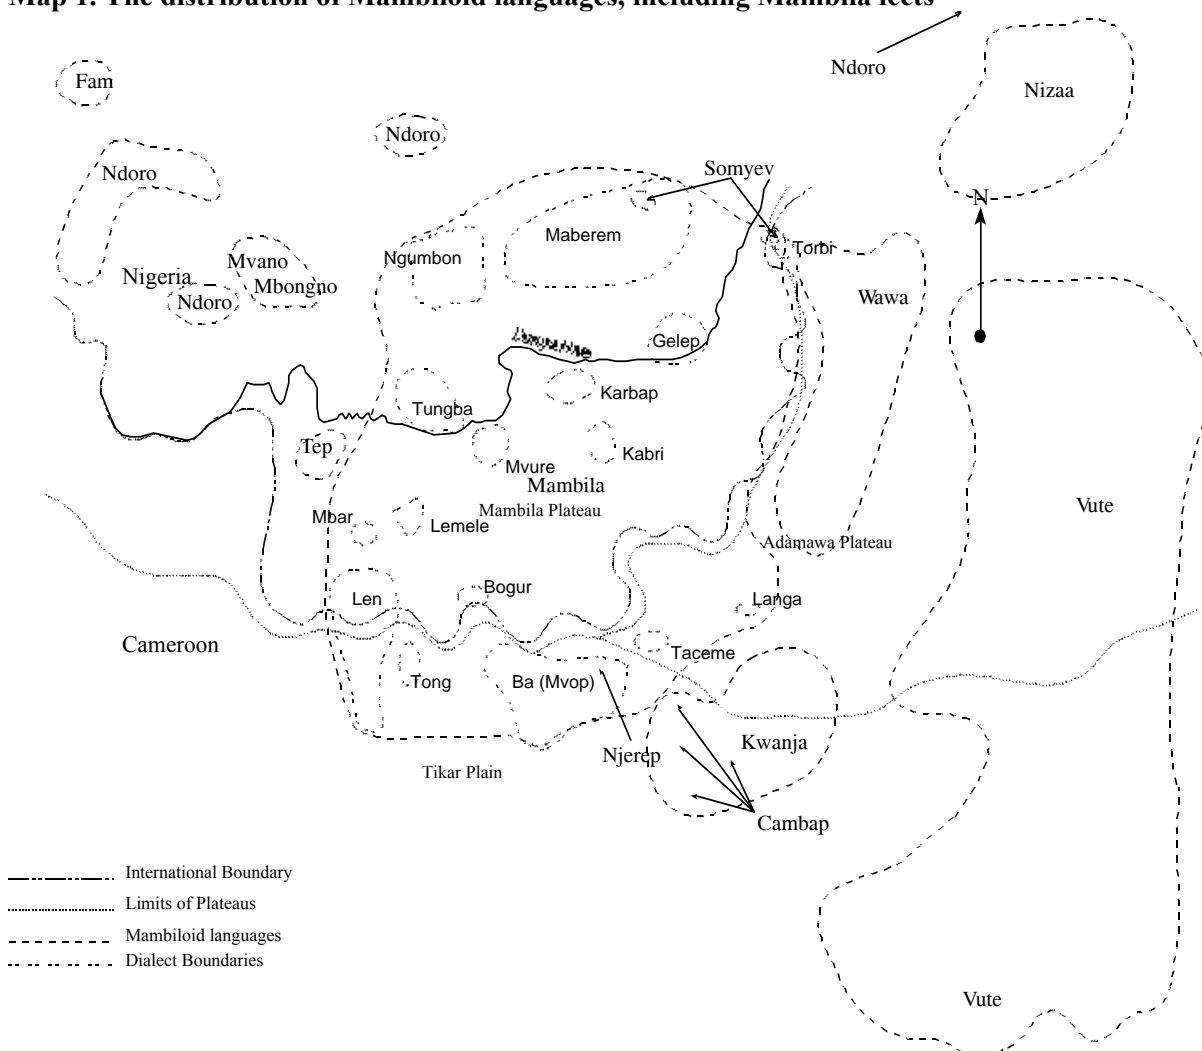 Map 1: The distribution of Mambiloid languages, including Mambila lects
Ndoro
Fam
Nizaa
Ndoro
Ndoro
Somyev
N
Maberem
Torbi
Ngumbon
Mvano
Nigeria
Mbongno
Ndoro
Wawa
Gelep
Karbap
Tungba
Tep
Kabri
Mvure
Mambila
Mambila Plateau
Vute
Mbar
Lemele
Adamawa Plateau
Bogur
Len
Langa
Cameroon
Taceme
Tong
Ba (Mvop)
Njerep
Kwanja
Tikar Plain
Cambap
International Boundary
Limits of Plateaus
Mambiloid languages
Dialect Boundaries
Vute